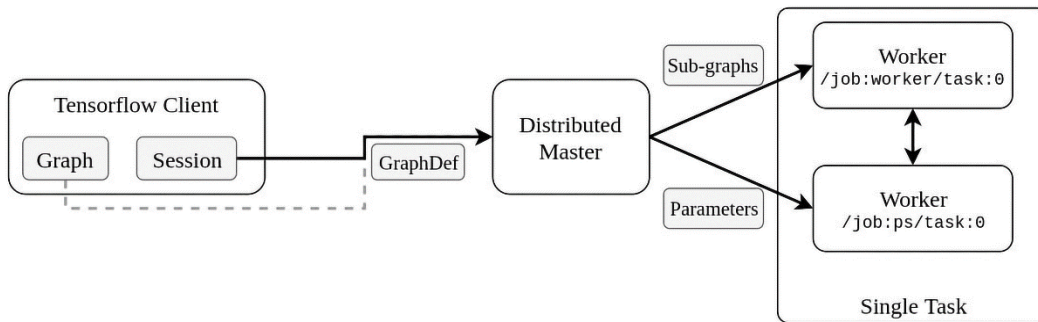 Tensorflow Client
Graph
Session
GraphDef
Distributed
Master
Sub-graphs
Parameters
Worker
/job:worker/task:0
Worker
/job:ps/task:0
Single Task